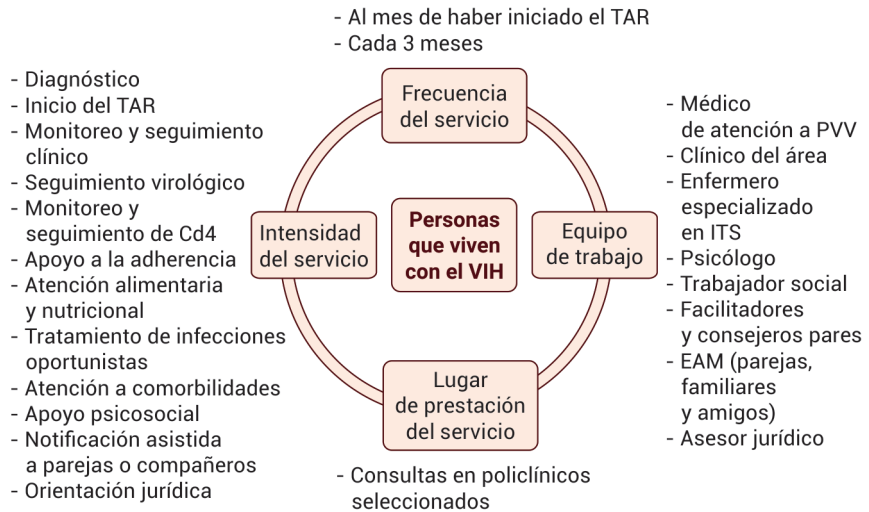 - Al mes de haber iniciado el TAR
- Cada 3 meses
Frecuencia
del servicio
- Diagnóstico
- Inicio del TAR
- Monitoreo y seguimiento
clínico
- Seguimiento virológico
- Monitoreo y
seguimiento de Cd4
- Apoyo a la adherencia
- Atención alimentaria
y nutricional
- Tratamiento de infecciones
oportunistas
- Atención a comorbilidades
- Apoyo psicosocial
- Notificación asistida
a parejas o compañeros
- Orientación jurídica
Intensidad
del servicio
Personas
que viven
con el VIH
Equipo
de trabajo
- Médico
de atención a PVV
- Clínico del área
- Enfermero
especializado
en ITS
- Psicólogo
- Trabajador social
- Facilitadores
y consejeros pares
- EAM (parejas,
familiares
y amigos)
- Asesor jurídico
Lugar
de prestación
del servicio
- Consultas en policlínicos
seleccionados